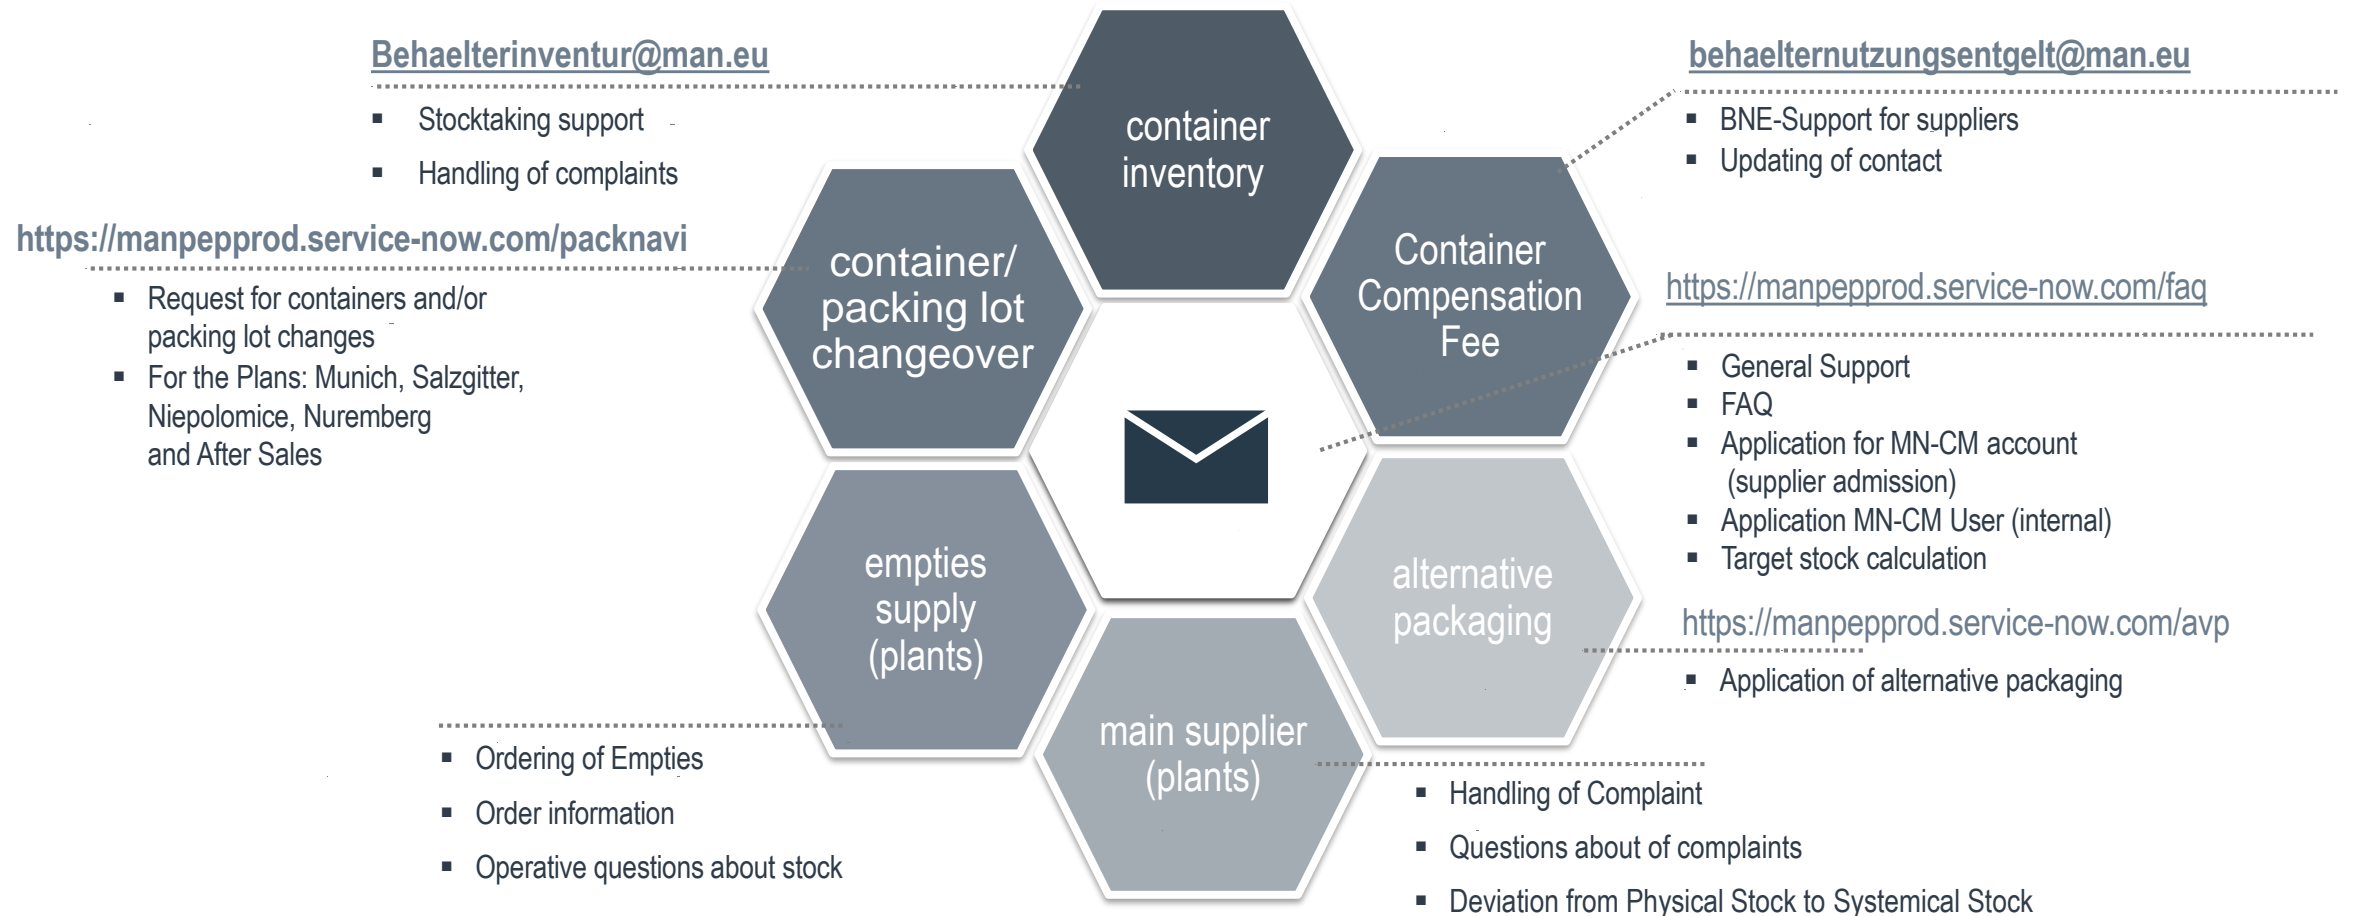 Behaelterinventur@man.eu
▪ Stocktaking support
▪ Handling of complaints
https://manpepprod.service-now.com/packnavi
▪ Request for containers and/or
packing lot changes
▪ For the Plans: Munich, Salzgitter,
Niepolomice, Nuremberg
and After Sales
container
inventory
container/
packing lot
changeover
Container
Compensation
Fee
empties
supply
(plants)
alternative
packaging
main supplier
(plants)
behaelternutzungsentgelt@man.eu
▪ BNE-Support for suppliers
▪ Updating of contact
https://manpepprod.service-now.com/faq
▪ General Support
▪ FAQ
▪ Application for MN-CM account
(supplier admission)
▪ Application MN-CM User (internal)
▪ Target stock calculation
https://manpepprod.service-now.com/avp
▪ Application of alternative packaging
▪ Ordering of Empties
▪ Order information
▪ Operative questions about stock
▪ Handling of Complaint
▪ Questions about of complaints
▪ Deviation from Physical Stock to Systemical Stock